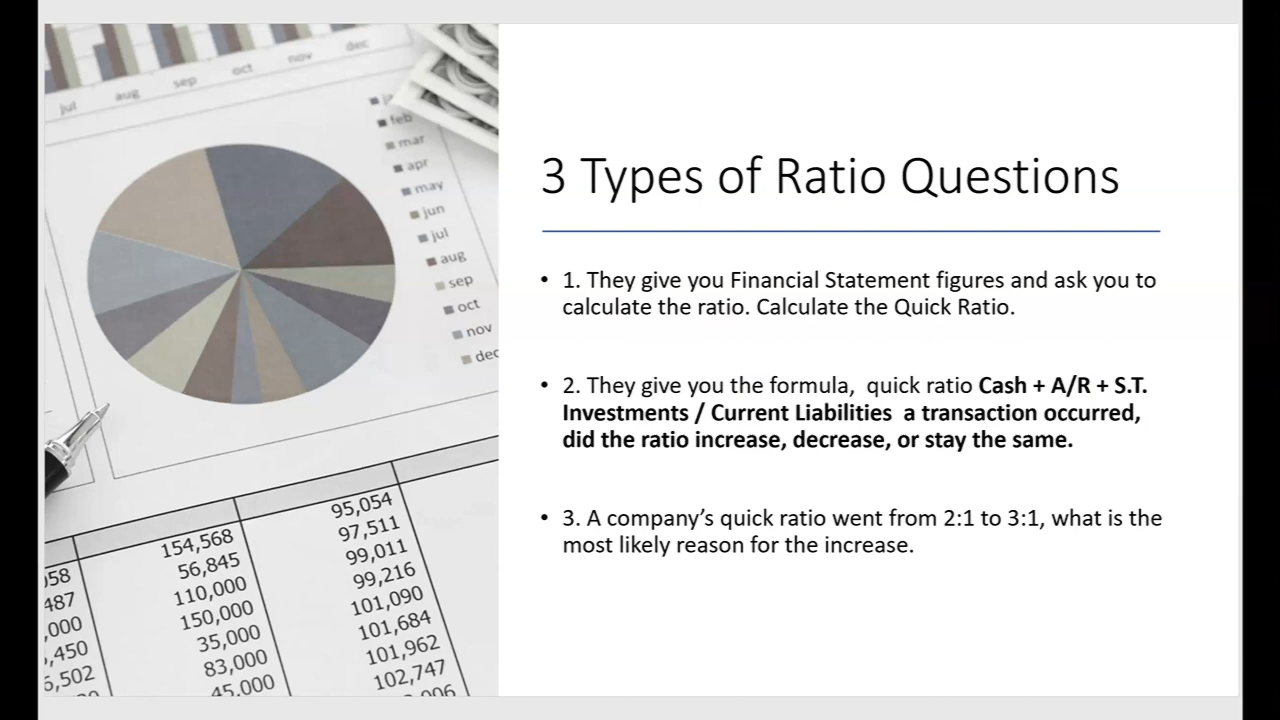 jul aug sep oct nov dec
feb
mar
apr
may
jun
jul
aug
sep
oct
nov
dec
3 Types of Ratio Questions
• 1. They give you Financial Statement figures and ask you to
calculate the ratio. Calculate the Quick Ratio.
• 2. They give you the formula,  quick ratio Cash + A/R + S.T.
Investments / Current Liabilities  a transaction occurred,
did the ratio increase, decrease, or stay the same.
• 3. A company’s quick ratio went from 2:1 to 3:1, what is the
most likely reason for the increase.
154,568 95,054
56,845 97,511
110,000 99,011
150,000 99,216
35,000 101,090
83,000 101,684
45,000 101,962
102,747